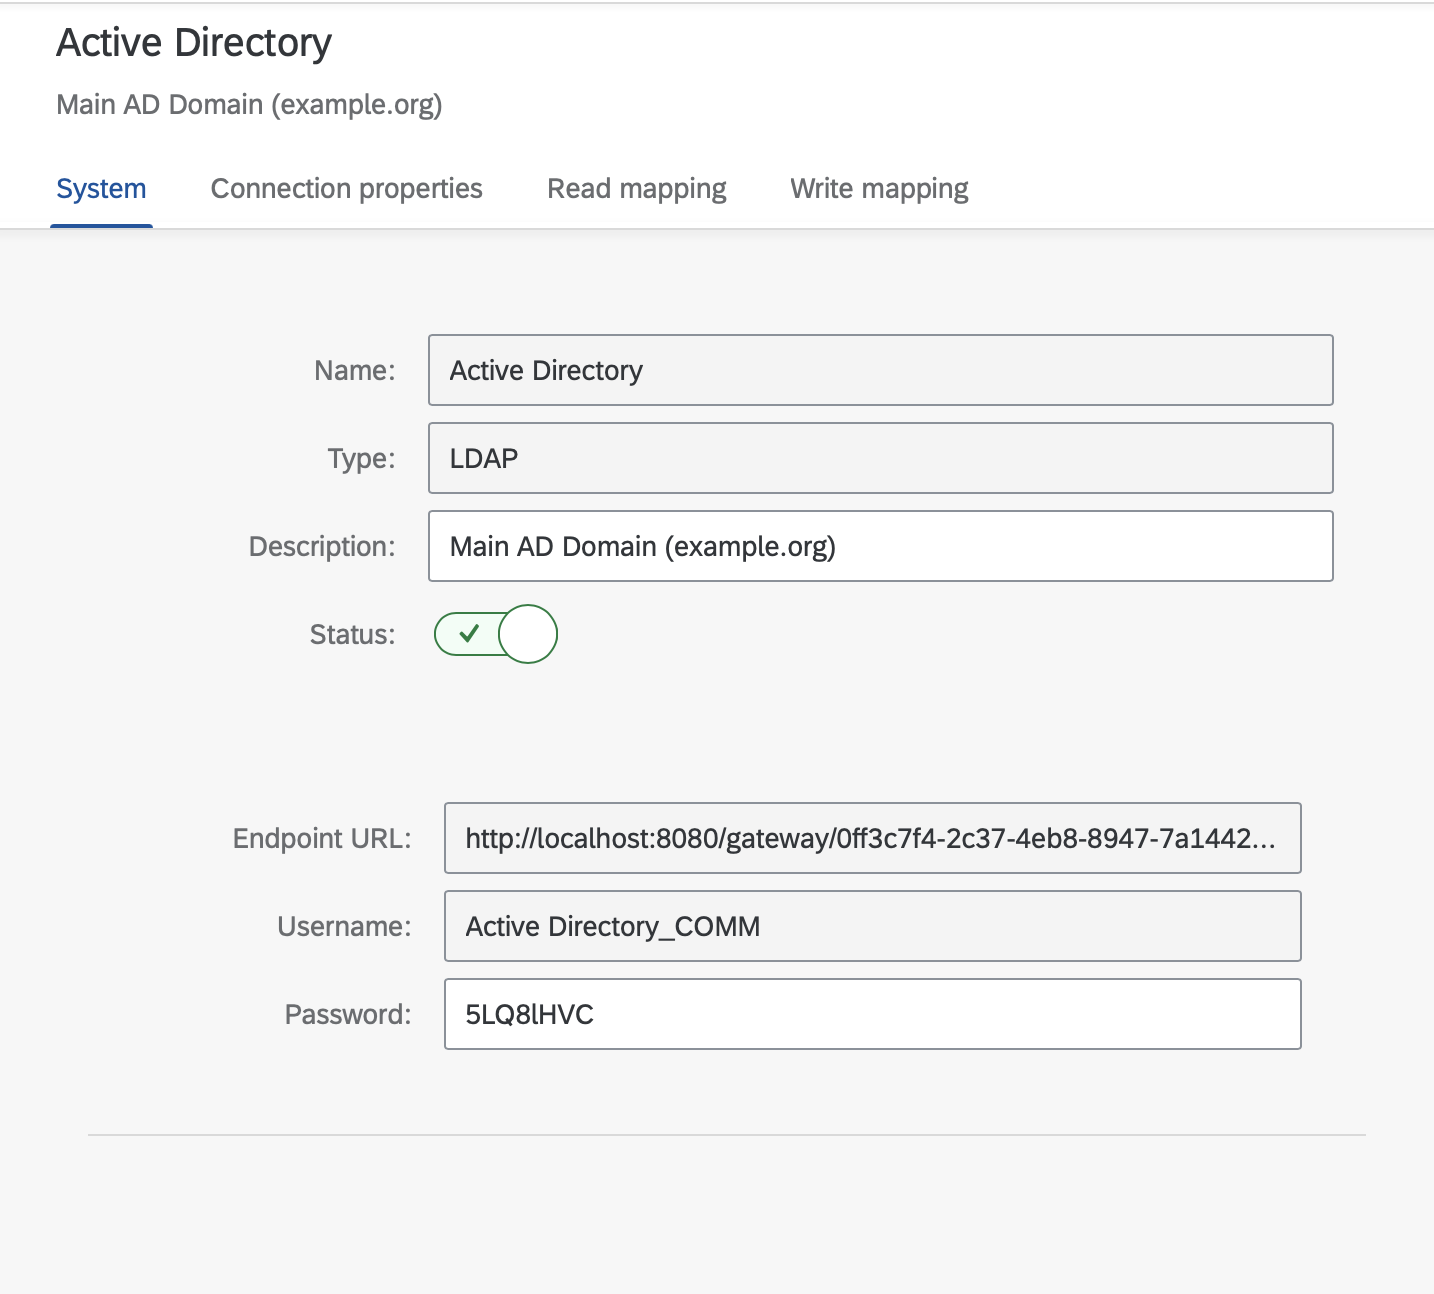 Active Directory
Main AD Domain (example.org)
System Connection properties Read mapping Write mapping
Name: Active Directory
Type: LDAP
Description: Main AD Domain (example.org)
Status:
Endpoint URL: http://localhost:8080/gateway/0ff3c7f4-2c37-4eb8-8947-7a1442...
Username: Active Directory_COMM
Password: 5LQ8lHVC